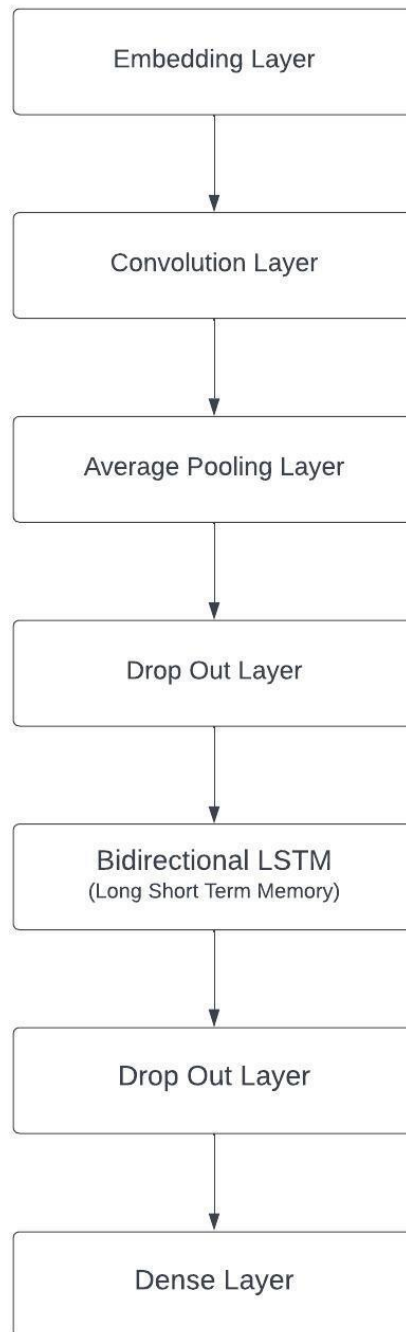 Embedding Layer
Convolution Layer
Average Pooling Layer
Drop Out Layer
Bidirectional LSTM
(Long Short Term Memory)
Drop Out Layer
Dense Layer